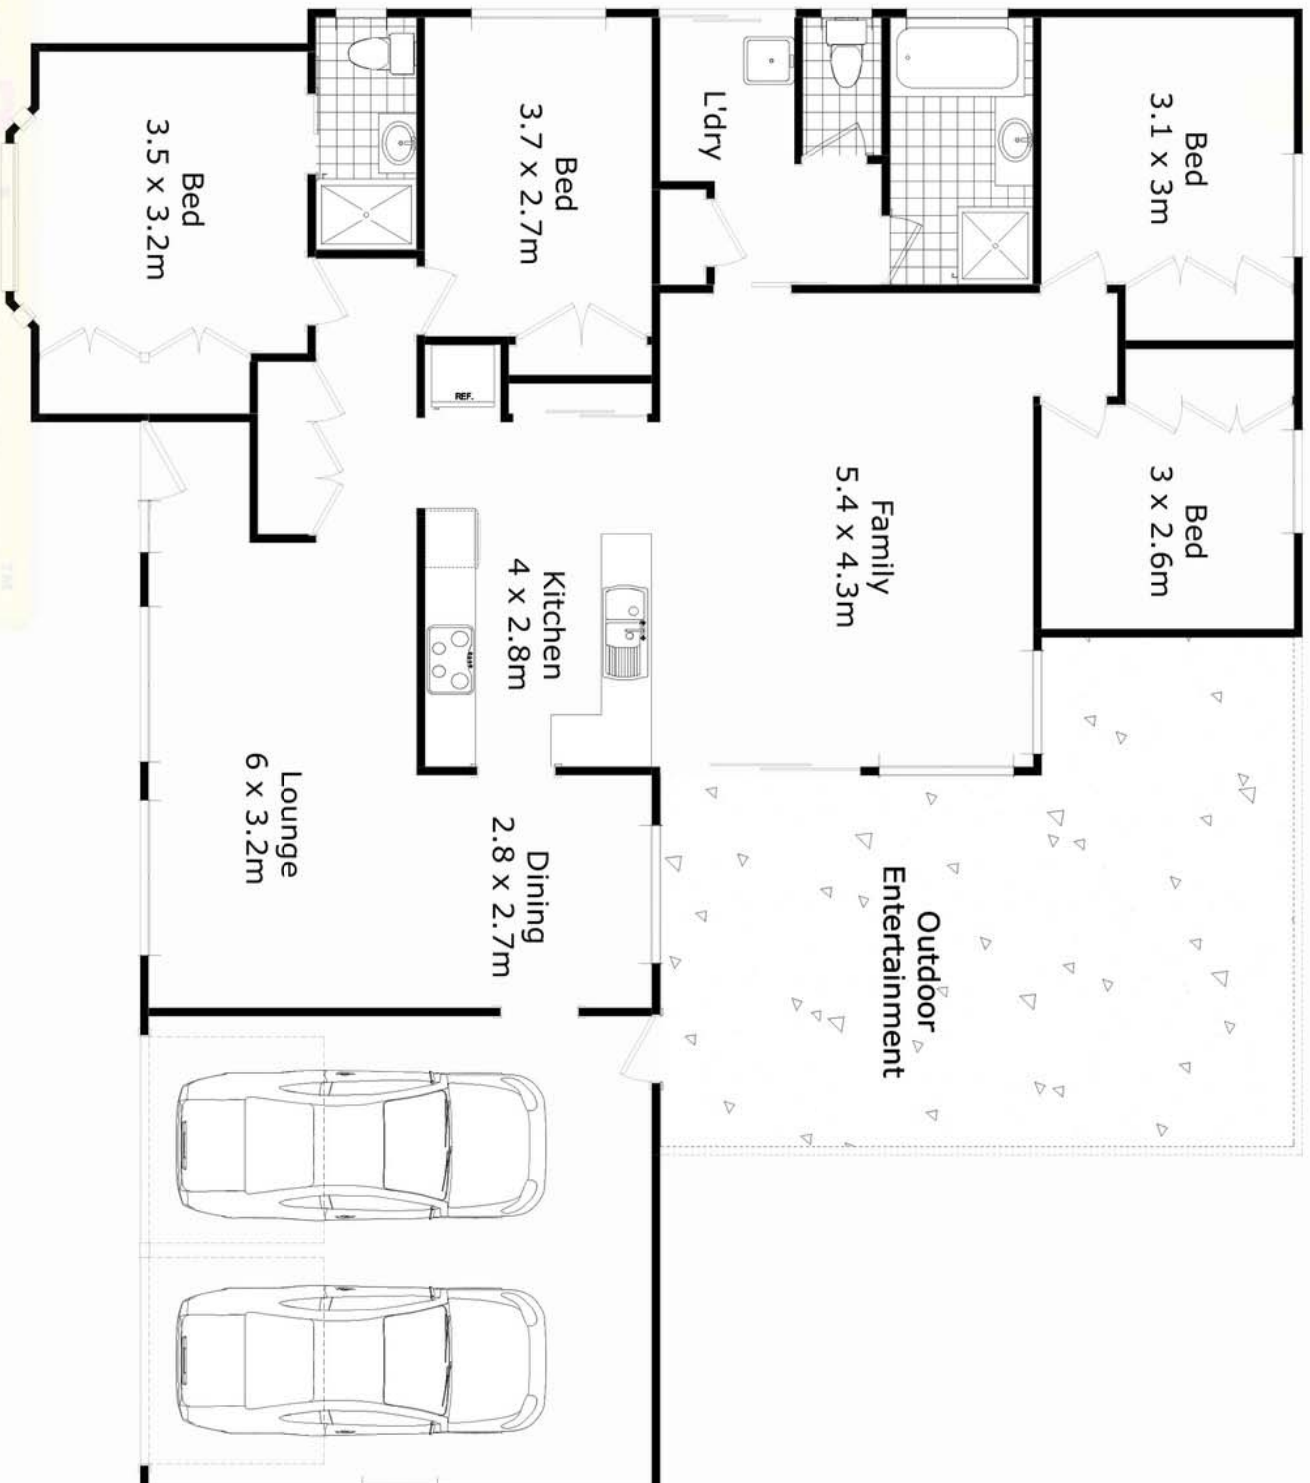 Bed
3.1 x 3m
Bed
3 x 2.6m
L'dry
Family
5.4 x 4.3m
Outdoor
Entertainment
Bed
3.7 x 2.7m
REF.
Kitchen
4 x 2.8m
Dining
2.8 x 2.7m
Bed
3.5 x 3.2m
Lounge
6 x 3.2m
TM